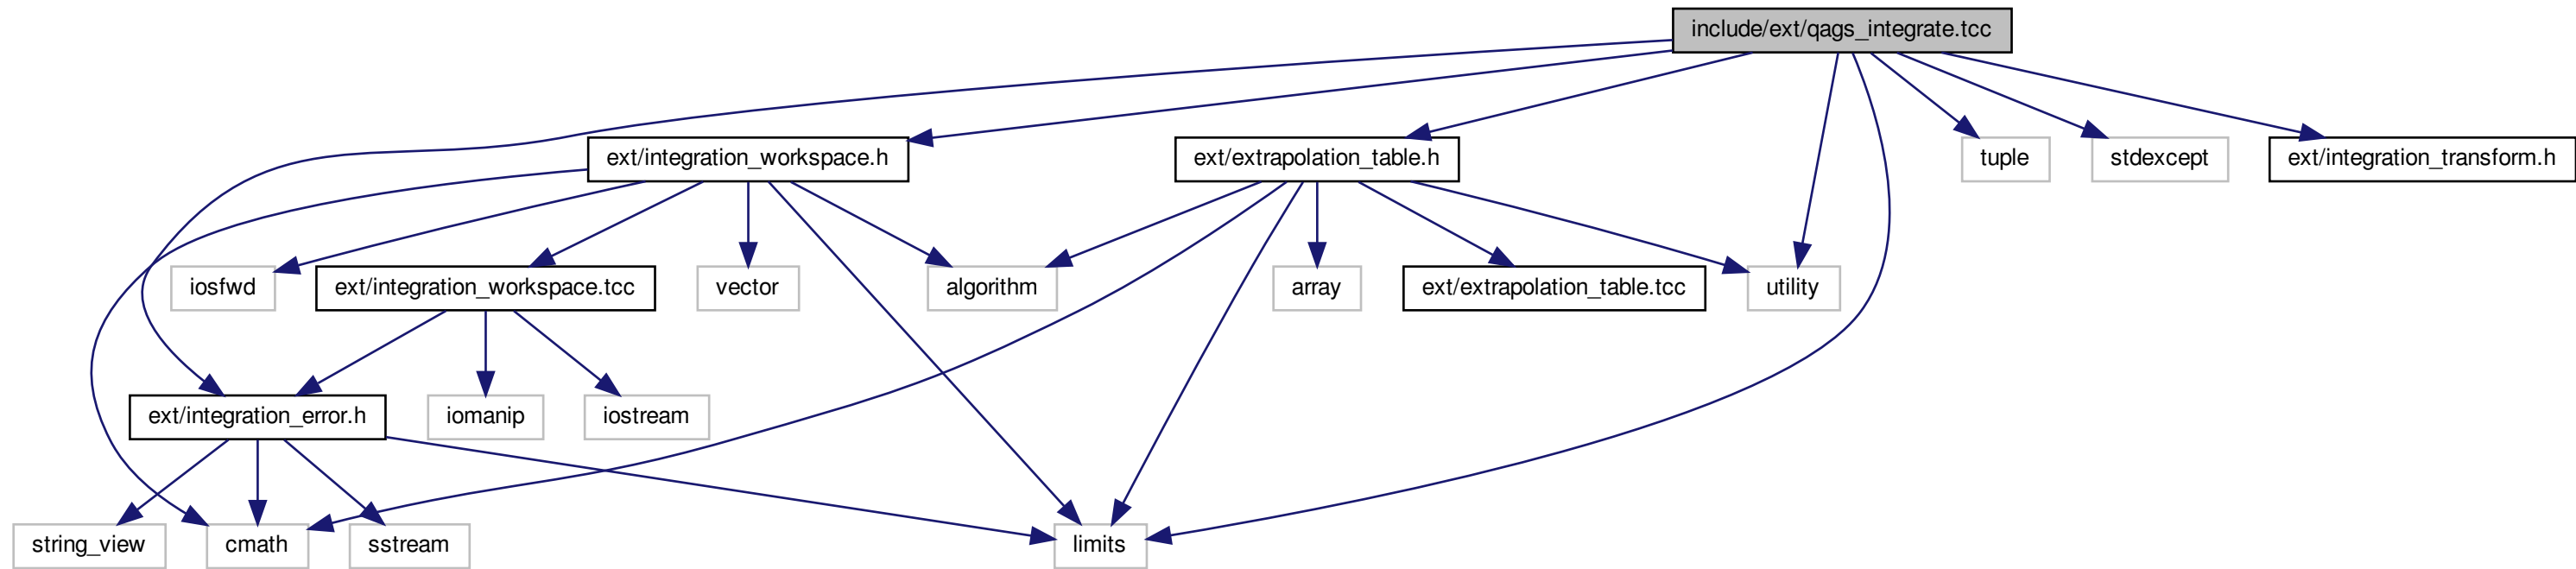 include/ext/qags_integrate.tcc
ext/integration_workspace.h
ext/extrapolation_table.h
tuple
stdexcept
ext/integration_transform.h
iosfwd
ext/integration_workspace.tcc
vector
algorithm
array
ext/extrapolation_table.tcc
utility
ext/integration_error.h
iomanip
iostream
string_view
cmath
sstream
limits